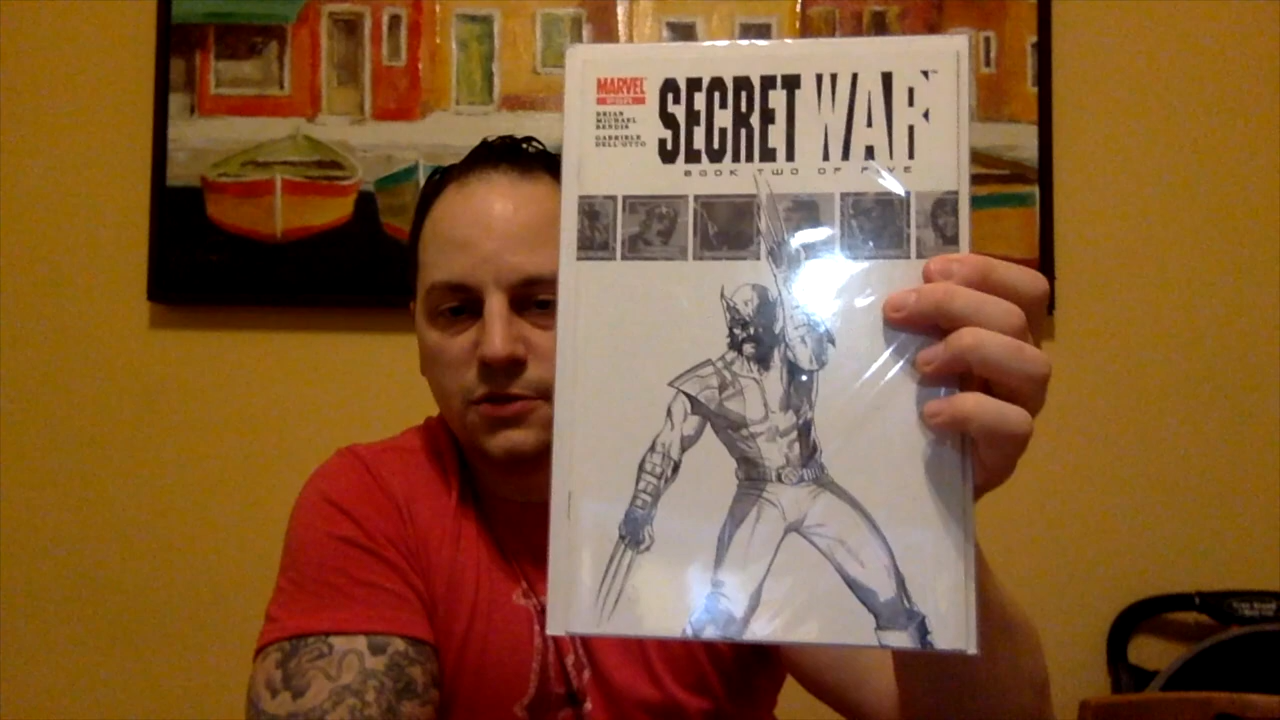 MARVEL
BRIAN
MICHAEL
BENDIS
GABRIELE
DELL'OTTO
SECRET WAR
BOOK TWO OF FIVE